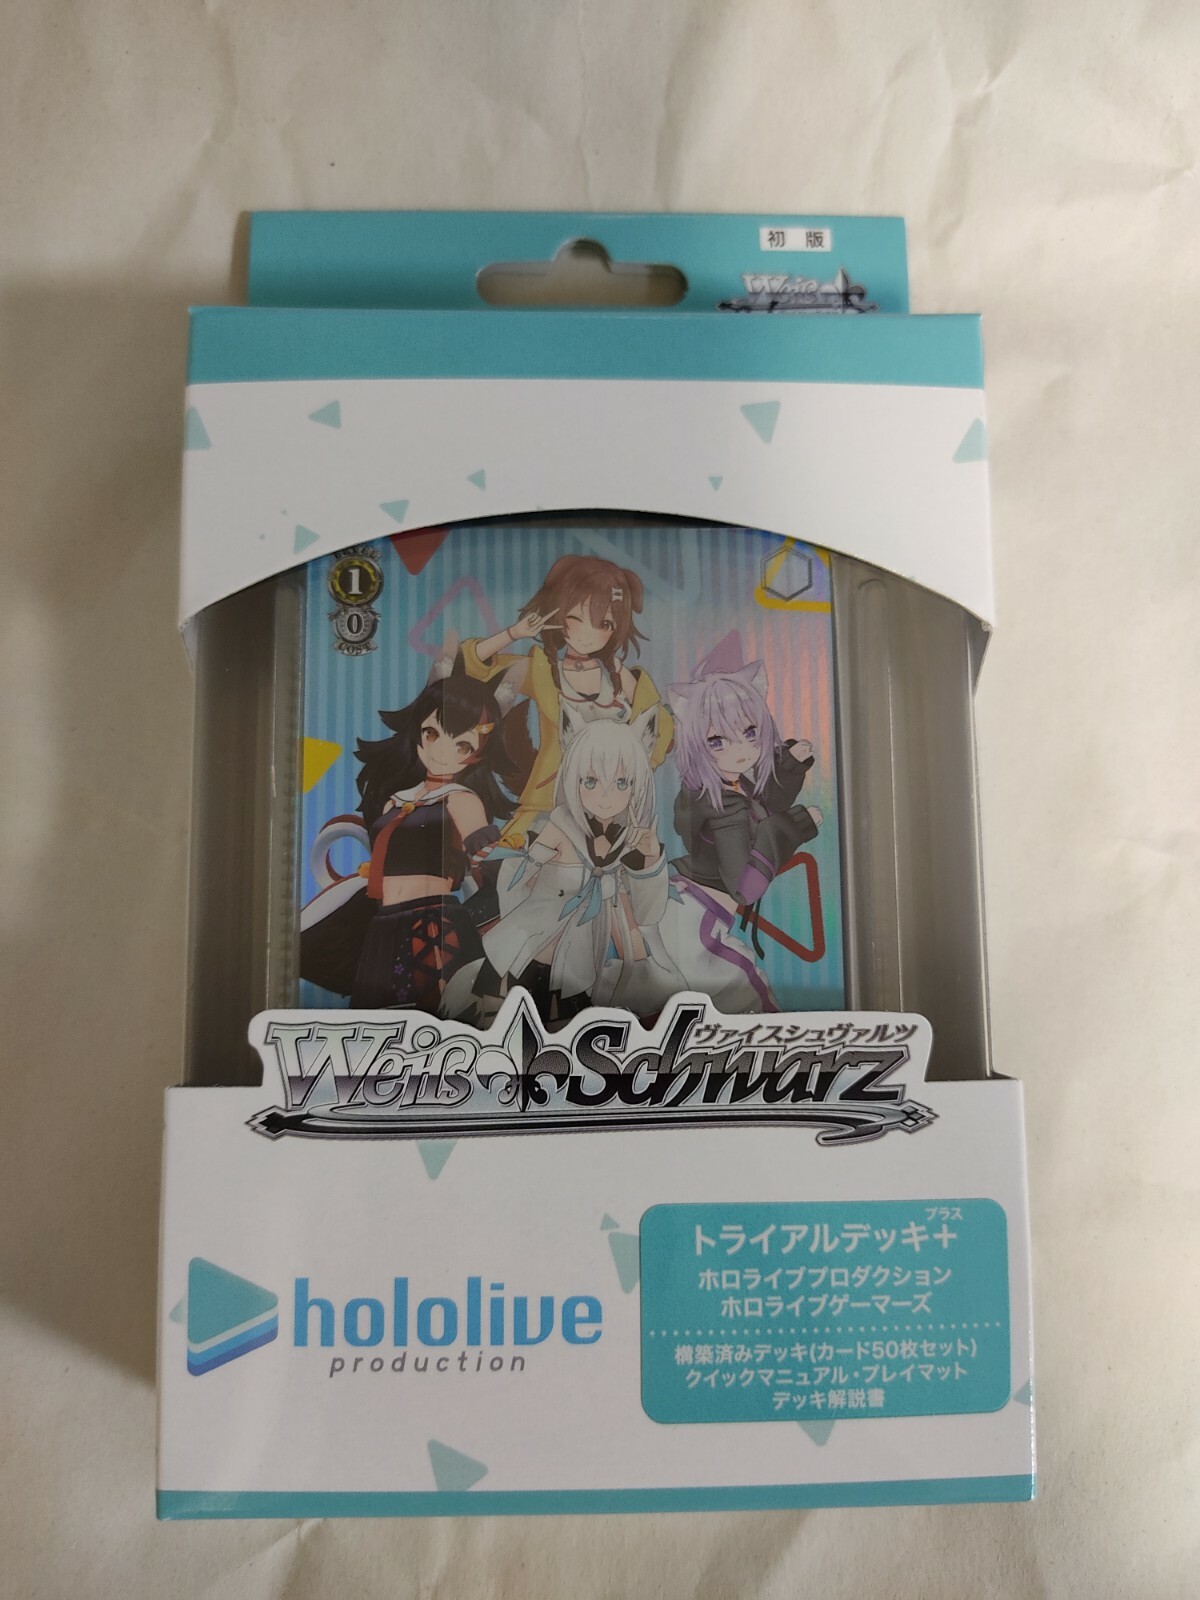 初版
Weiß
LEVEL
1
0
COST
ヴァイスシュヴァルツ
Weiß Schwarz
プラス
トライアルデッキ+
ホロライブプロダクション
ホロライブゲーマーズ
構築済みデッキ(カード50枚セット)
クイックマニュアル・プレイマット
デッキ解説書
hololive
production